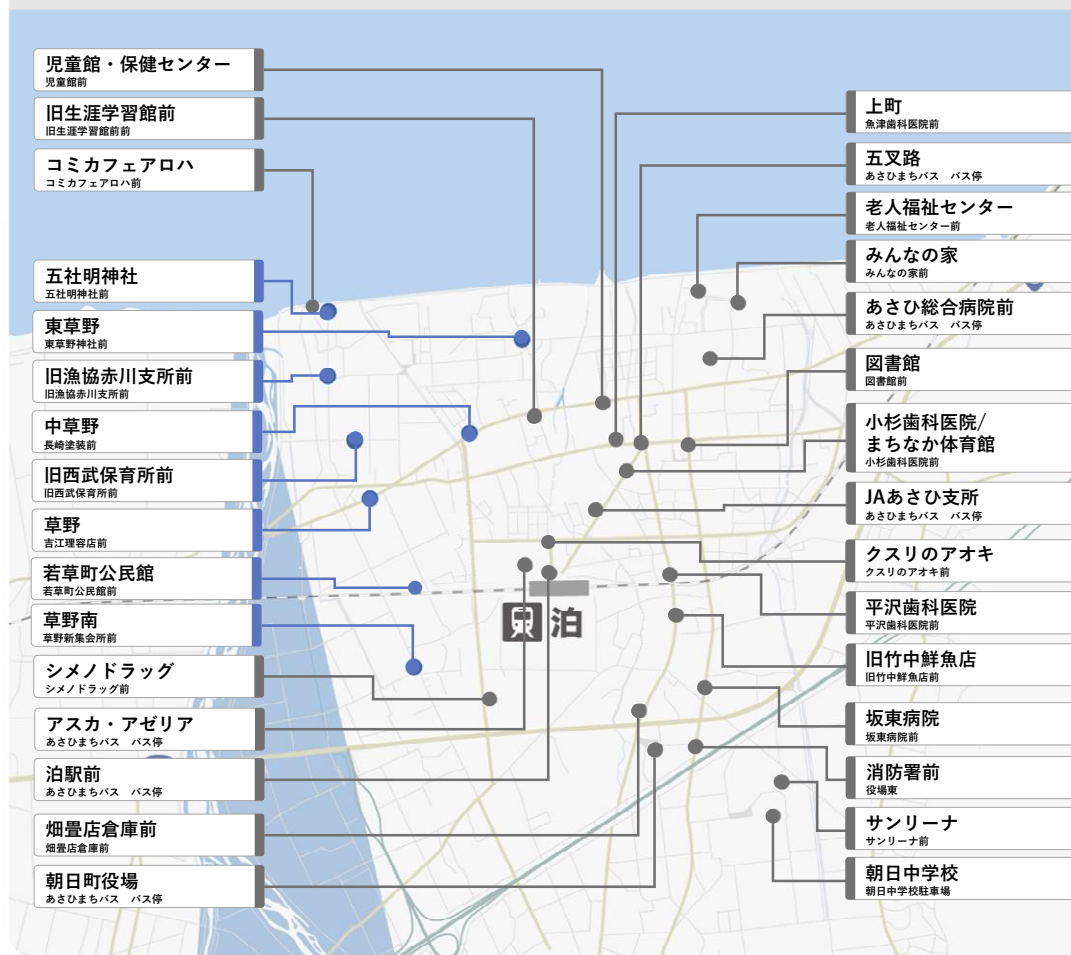 児童館・保健センター
児童館前
旧生涯学習館前
旧生涯学習館前前
コミカフェアロハ
コミカフェアロハ前
五社明神社
五社明神社前
東草野
東草野神社前
旧漁協赤川支所前
旧漁協赤川支所前
中草野
長崎塗装前
旧西武保育所前
旧西武保育所前
草野
吉江理容店前
若草町公民館
若草町公民館前
草野南
草野新集会所前
シメノドラッグ
シメノドラッグ前
アスカ・アゼリア
あさひまちバス バス停
泊駅前
あさひまちバス バス停
畑畳店倉庫前
畑畳店倉庫前
朝日町役場
あさひまちバス バス停
泊
上町
魚津歯科医院前
五叉路
あさひまちバス バス停
老人福祉センター
老人福祉センター前
みんなの家
みんなの家前
あさひ総合病院前
あさひまちバス バス停
図書館
図書館前
小杉歯科医院/
まちなか体育館
小杉歯科医院前
JAあさひ支所
あさひまちバス バス停
クスリのアオキ
クスリのアオキ前
平沢歯科医院
平沢歯科医院前
旧竹中鮮魚店
旧竹中鮮魚店前
坂東病院
坂東病院前
消防署前
役場東
サンリーナ
サンリーナ前
朝日中学校
朝日中学校駐車場